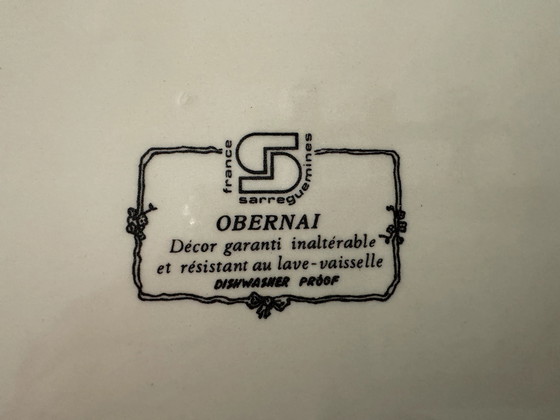 france
S
sarreguemines
OBERNAI
Décor garanti inaltérable
et résistant au lave-vaisselle
DISHWASHER PROOF